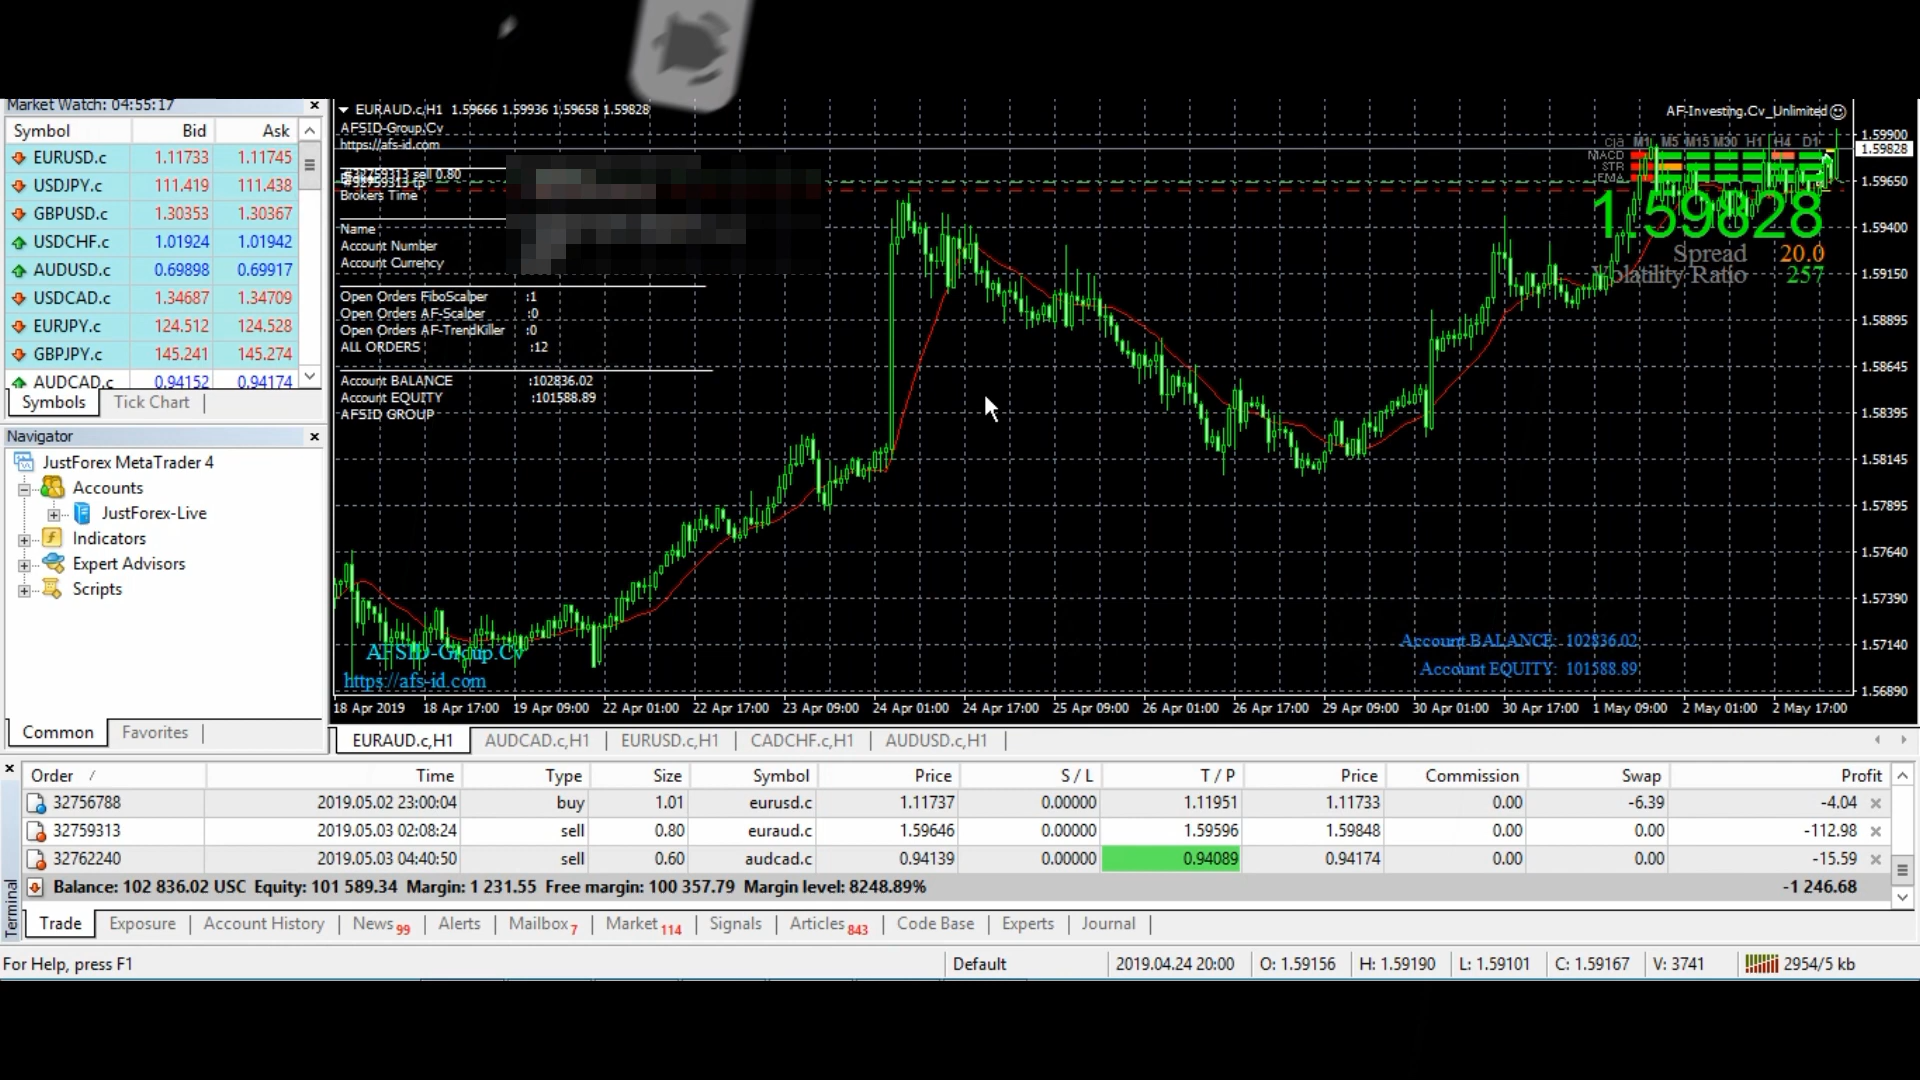 Market Watch: 04:55:17
Symbol Bid Ask
EURUSD.c 1.11733 1.11745
USDJPY.c 111.419 111.438
GBPUSD.c 1.30353 1.30367
USDCHF.c 1.01924 1.01942
AUDUSD.c 0.69898 0.69917
USDCAD.c 1.34687 1.34709
EURJPY.c 124.512 124.528
GBPJPY.c 145.241 145.274
AUDCAD.c 0.94152 0.94174
Symbols Tick Chart
Navigator
JustForex MetaTrader 4
Accounts
JustForex-Live
Indicators
Expert Advisors
Scripts
Common Favorites
EURAUD.c,H1 1.59666 1.59936 1.59658 1.59828
AFSID-Group.Cv
https://afs-id.com
#32759313 sell 0.80
#32759313 tp
Brokers Time
Name
Account Number
Account Currency
Open Orders FiboScalper :1
Open Orders AF-Scalper :0
Open Orders AF-TrendKiller :0
ALL ORDERS :12
Account BALANCE :102836.02
Account EQUITY :101588.89
AFSID GROUP
AF-Investing.Cv_Unlimited
M1 M5 M15 M30 H1 H4 D1
MACD
STR
EMA
1.59828
Spread 20.0
Volatility Ratio 257
1.59900
1.59828
1.59650
1.59400
1.59150
1.58895
1.58645
1.58395
1.58145
1.57895
1.57640
1.57390
1.57140
1.56890
AFSID-Group.Cv
https://afs-id.com
Account BALANCE: 102836.02
Account EQUITY: 101588.89
18 Apr 2019 18 Apr 17:00 19 Apr 09:00 22 Apr 01:00 22 Apr 17:00 23 Apr 09:00 24 Apr 01:00 24 Apr 17:00 25 Apr 09:00 26 Apr 01:00 26 Apr 17:00 29 Apr 09:00 30 Apr 01:00 30 Apr 17:00 1 May 09:00 2 May 01:00 2 May 17:00
EURAUD.c,H1 AUDCAD.c,H1 EURUSD.c,H1 CADCHF.c,H1 AUDUSD.c,H1
Order / Time Type Size Symbol Price S / L T / P Price Commission Swap Profit
32756788 2019.05.02 23:00:04 buy 1.01 eurusd.c 1.11737 0.00000 1.11951 1.11733 0.00 -6.39 -4.04
32759313 2019.05.03 02:08:24 sell 0.80 euraud.c 1.59646 0.00000 1.59596 1.59848 0.00 0.00 -112.98
32762240 2019.05.03 04:40:50 sell 0.60 audcad.c 0.94139 0.00000 0.94089 0.94174 0.00 0.00 -15.59
Balance: 102 836.02 USC Equity: 101 589.34 Margin: 1 231.55 Free margin: 100 357.79 Margin level: 8248.89% -1 246.68
Terminal
Trade Exposure Account History News 99 Alerts Mailbox 7 Market 114 Signals Articles 843 Code Base Experts Journal
For Help, press F1 Default 2019.04.24 20:00 O: 1.59156 H: 1.59190 L: 1.59101 C: 1.59167 V: 3741 2954/5 kb